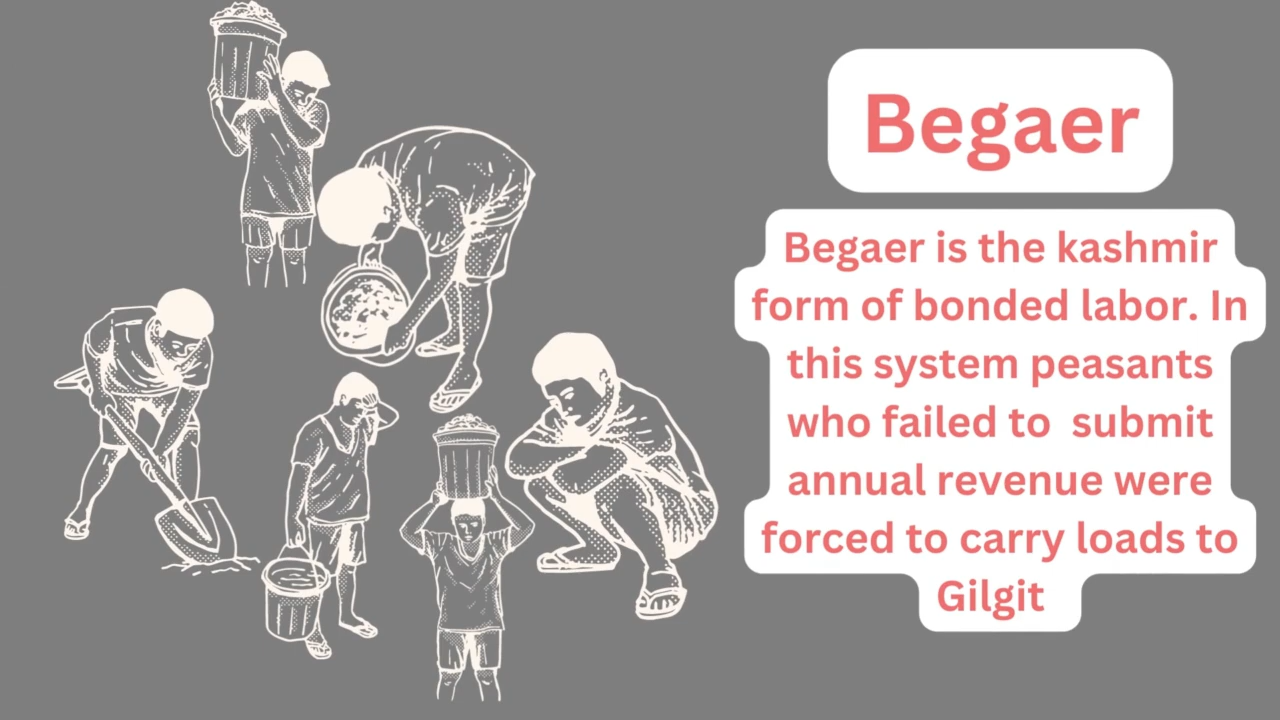 Begaer
Begaer is the kashmir
form of bonded labor. In
this system peasants
who failed to  submit
annual revenue were
forced to carry loads to
Gilgit